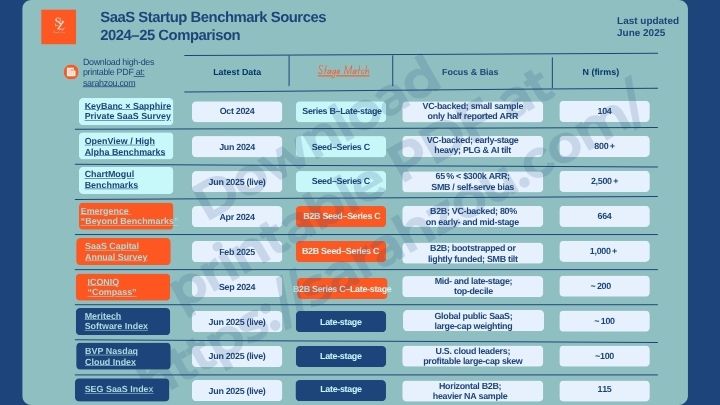 SaaS Startup Benchmark Sources
2024–25 Comparison
Last updated
June 2025
Download high-des
printable PDF at:
sarahzou.com
Latest Data
Stage Match
Focus & Bias
N (firms)
KeyBanc × Sapphire
Private SaaS Survey
Oct 2024
Series B–Late-stage
VC-backed; small sample
only half reported ARR
104
OpenView / High
Alpha Benchmarks
Jun 2024
Seed–Series C
VC-backed; early-stage
heavy; PLG & AI tilt
800+
ChartMogul
Benchmarks
Jun 2025 (live)
Seed–Series C
65% < $300k ARR;
SMB / self-serve bias
2,500+
Emergence
"Beyond Benchmarks"
Apr 2024
B2B Seed–Series C
B2B; VC-backed; 80%
on early- and mid-stage
664
SaaS Capital
Annual Survey
Feb 2025
B2B Seed–Series C
B2B; bootstrapped or
lightly funded; SMB tilt
1,000+
ICONIQ
"Compass"
Sep 2024
B2B Series C–Late-stage
Mid- and late-stage;
top-decile
~200
Meritech
Software Index
Jun 2025 (live)
Late-stage
Global public SaaS;
large-cap weighting
~100
BVP Nasdaq
Cloud Index
Jun 2025 (live)
Late-stage
U.S. cloud leaders;
profitable large-cap skew
~100
SEG SaaS Index
Jun 2025 (live)
Late-stage
Horizontal B2B;
heavier NA sample
115
Download
printable PDF at
https://sarahzou.com/